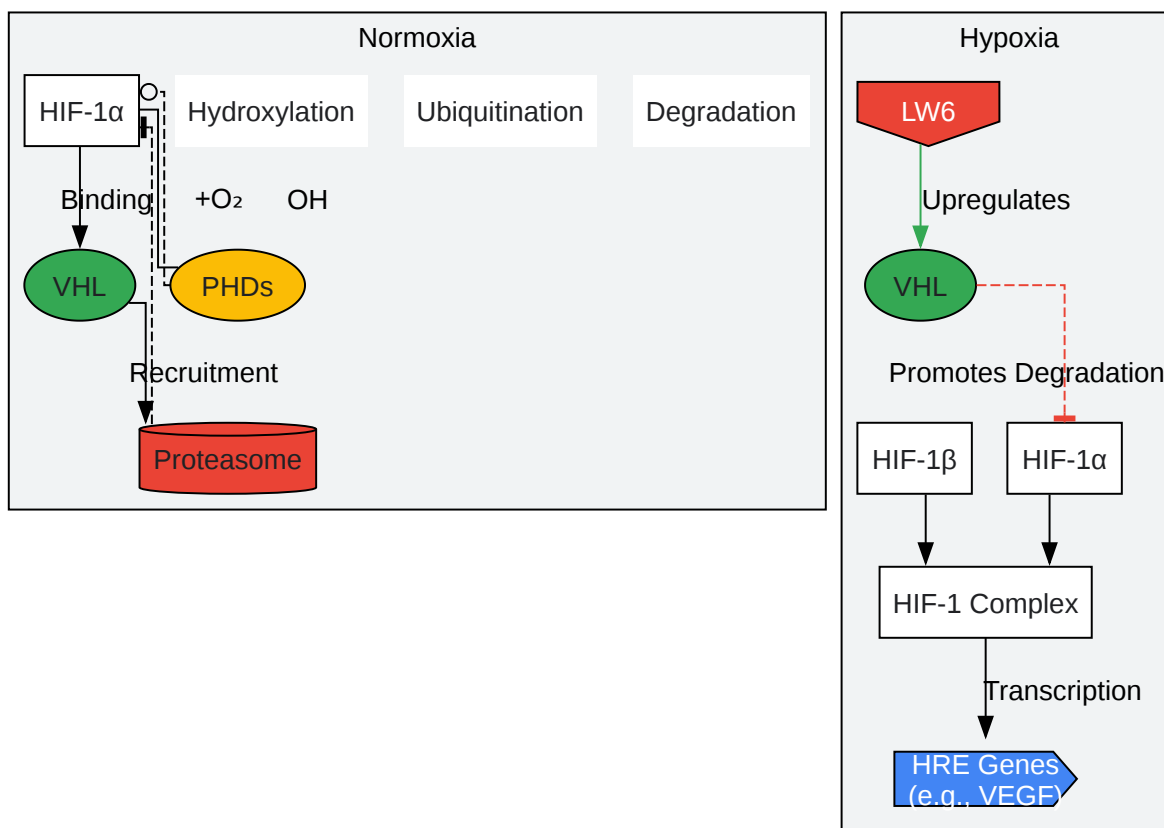 Normoxia
HIF-1α
Hydroxylation
Ubiquitination
Degradation
Binding
+O₂
OH
VHL
PHDs
Recruitment
Proteasome
Hypoxia
LW6
Upregulates
VHL
Promotes Degradation
HIF-1β
HIF-1α
HIF-1 Complex
Transcription
HRE Genes
(e.g., VEGF)